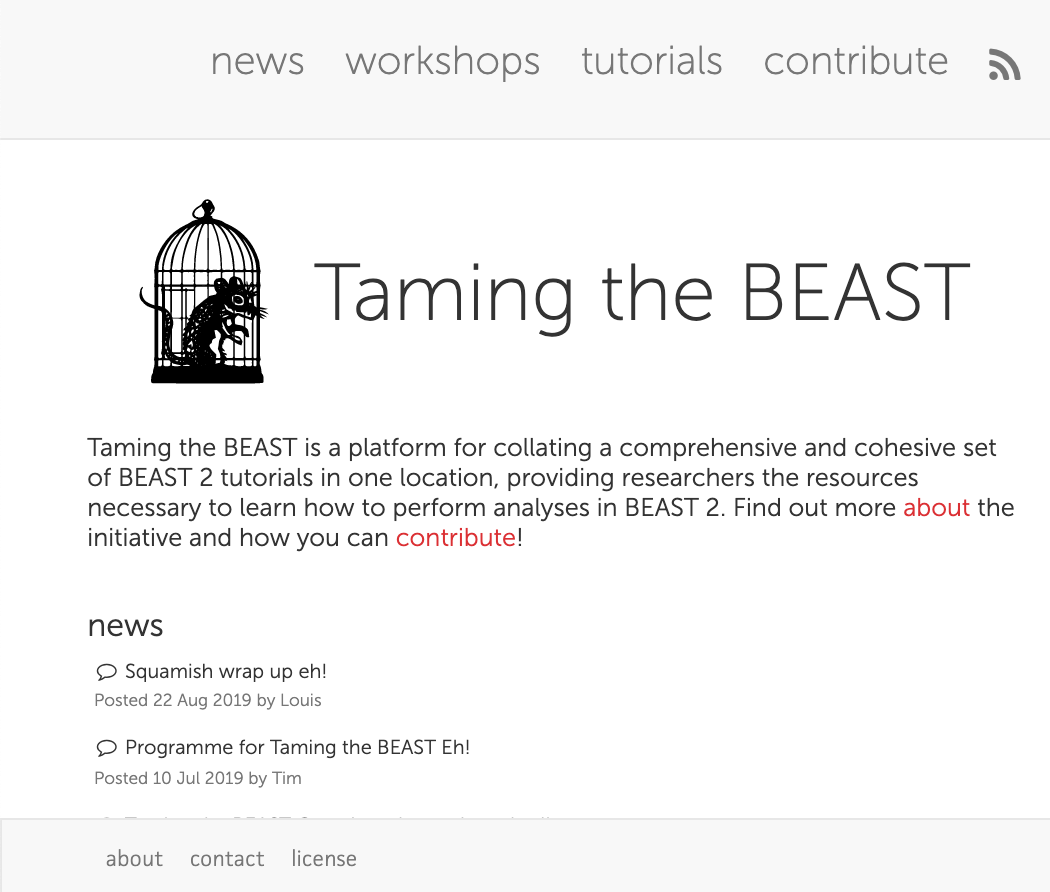 news workshops tutorials contribute
Taming the BEAST
Taming the BEAST is a platform for collating a comprehensive and cohesive set
of BEAST 2 tutorials in one location, providing researchers the resources
necessary to learn how to perform analyses in BEAST 2. Find out more about the
initiative and how you can contribute!
news
Squamish wrap up eh!
Posted 22 Aug 2019 by Louis
Programme for Taming the BEAST Eh!
Posted 10 Jul 2019 by Tim
about contact license